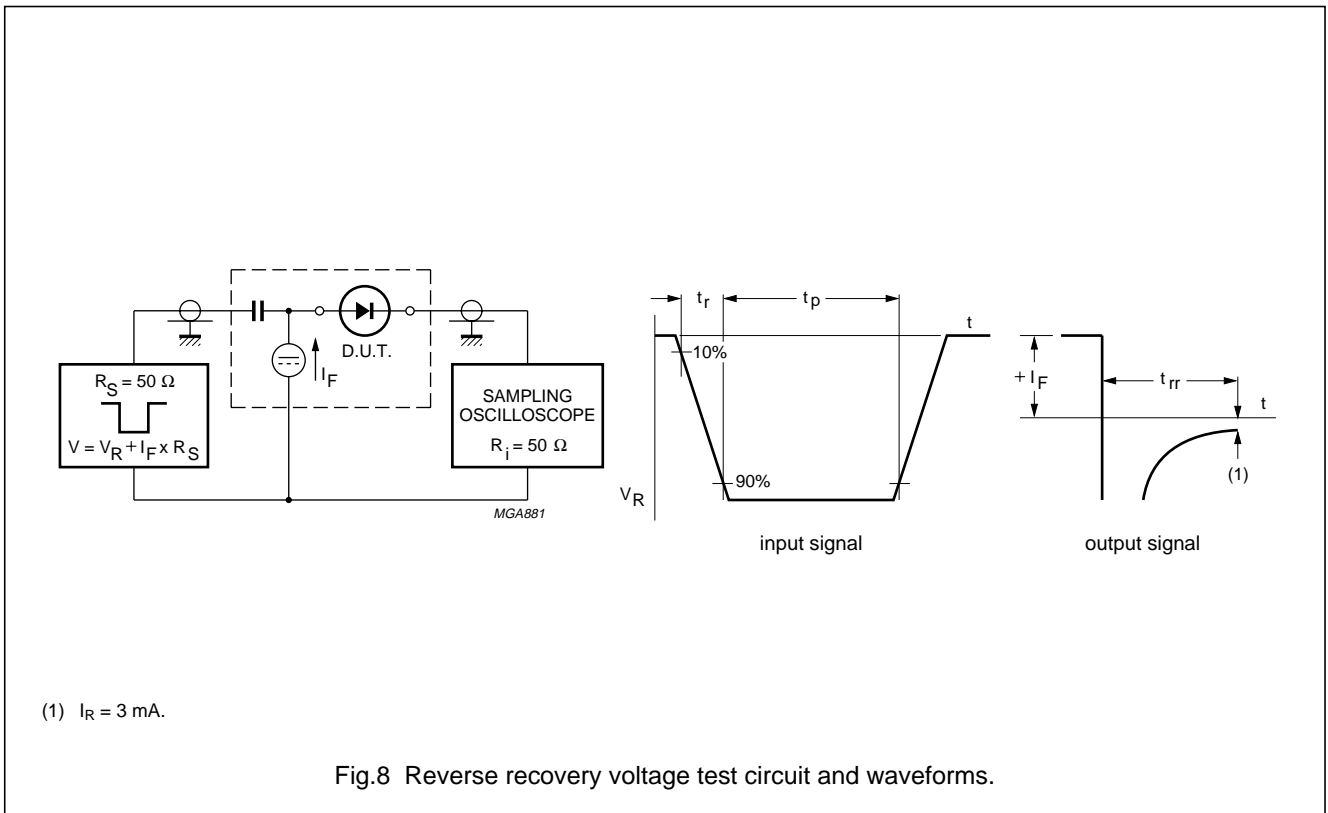 R_S = 50 Ω
V = V_R + I_F x R_S
I_F
D.U.T.
SAMPLING
OSCILLOSCOPE
R_i = 50 Ω
MGA881
t_r
t_p
t
10%
90%
V_R
input signal
+ I_F
t_rr
t
(1)
output signal
(1) I_R = 3 mA.
Fig.8 Reverse recovery voltage test circuit and waveforms.